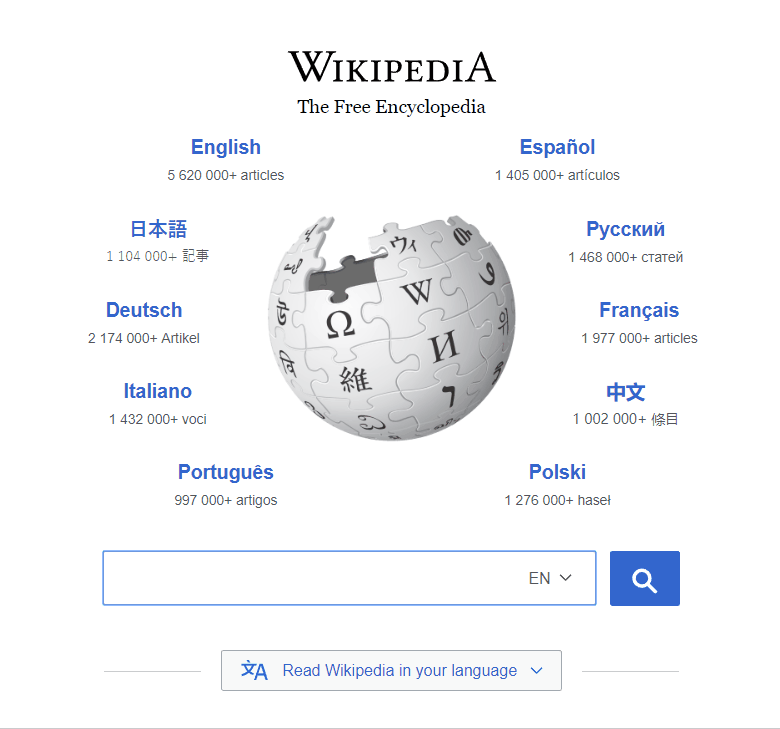 WIKIPEDIA
The Free Encyclopedia
English
5 620 000+ articles
Español
1 405 000+ artículos
日本語
1 104 000+ 記事
Русский
1 468 000+ статей
Deutsch
2 174 000+ Artikel
Français
1 977 000+ articles
Italiano
1 432 000+ voci
中文
1 002 000+ 條目
Português
997 000+ artigos
Polski
1 276 000+ haseł
Ω
W
И
維
EN
Read Wikipedia in your language